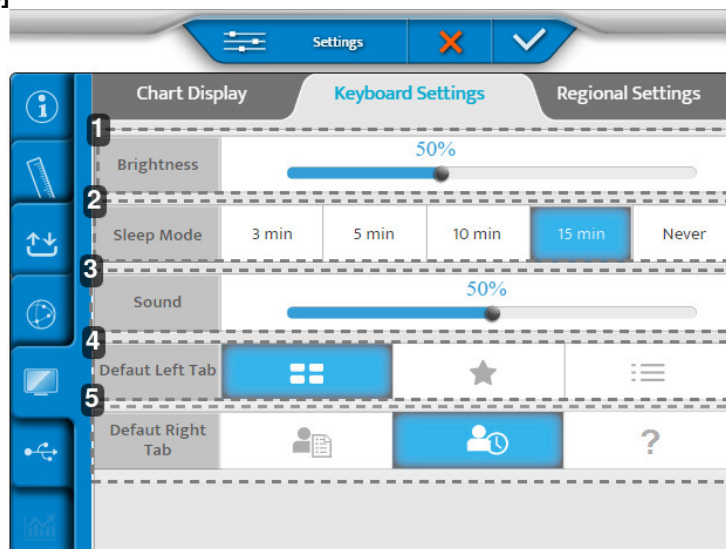 ]
Settings
Chart Display Keyboard Settings Regional Settings
1
Brightness 50%
2
Sleep Mode 3 min 5 min 10 min 15 min Never
3
Sound 50%
4
Defaut Left Tab
5
Defaut Right
Tab ?